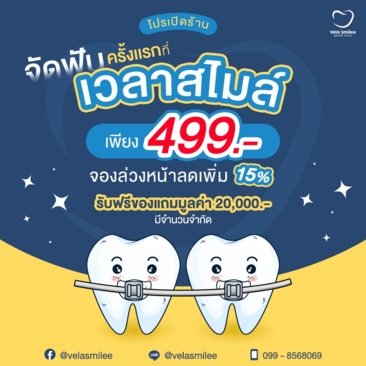 โปรเปิดร้าน
Vela Smilee
จัดฟันครั้งแรกที่
เวลาสไมล์
เพียง 499.-
จองล่วงหน้าลดเพิ่ม 15%
รับฟรีของแถมมูลค่า 20,000.-
มีจำนวนจำกัด
@velasmilee
LINE @velasmilee
099 - 8568069